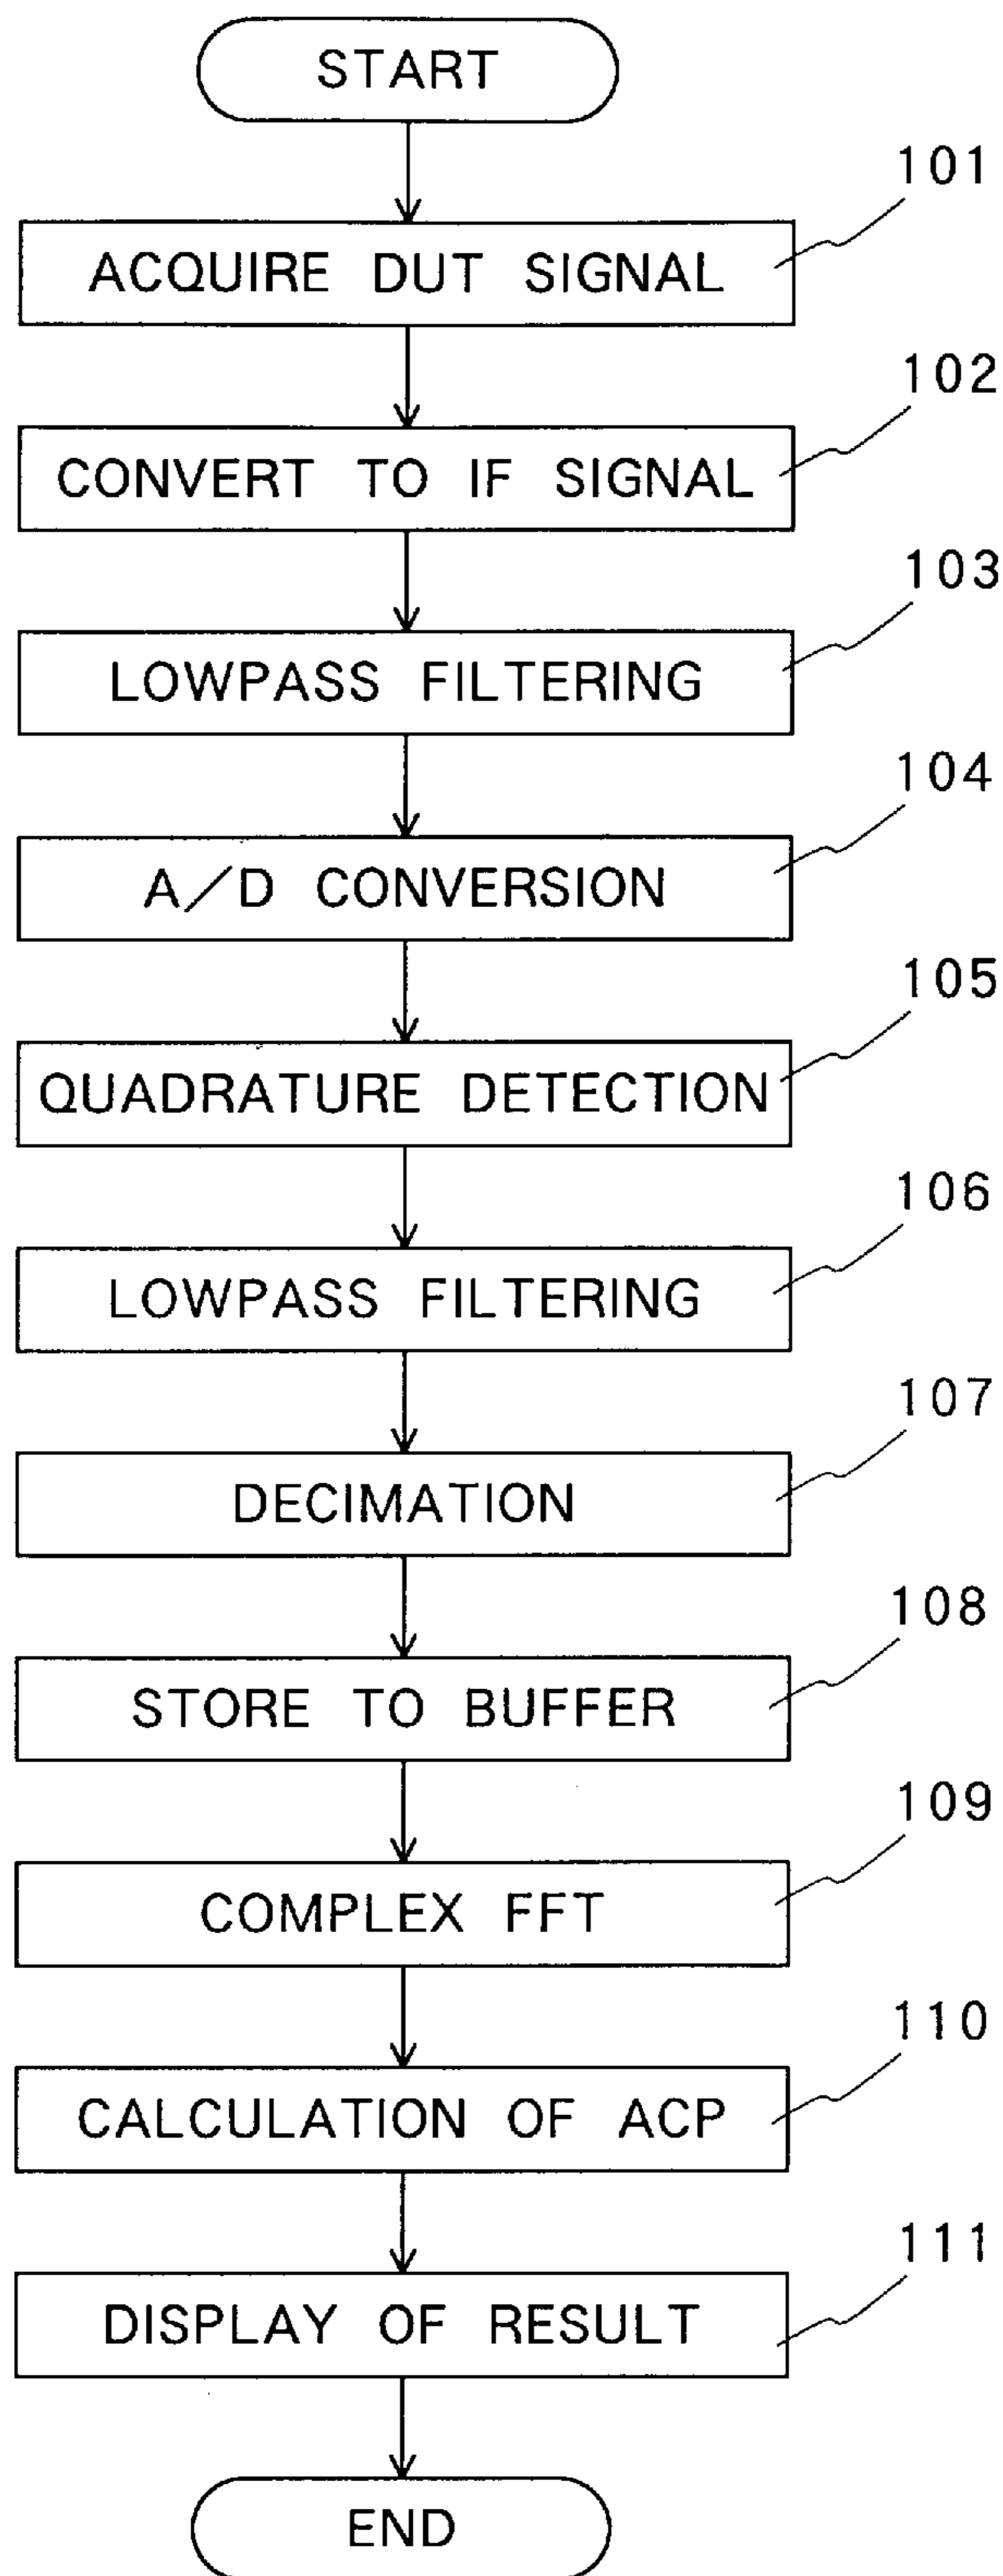 START
101
ACQUIRE DUT SIGNAL
102
CONVERT TO IF SIGNAL
103
LOWPASS FILTERING
104
A/D CONVERSION
105
QUADRATURE DETECTION
106
LOWPASS FILTERING
107
DECIMATION
108
STORE TO BUFFER
109
COMPLEX FFT
110
CALCULATION OF ACP
111
DISPLAY OF RESULT
END